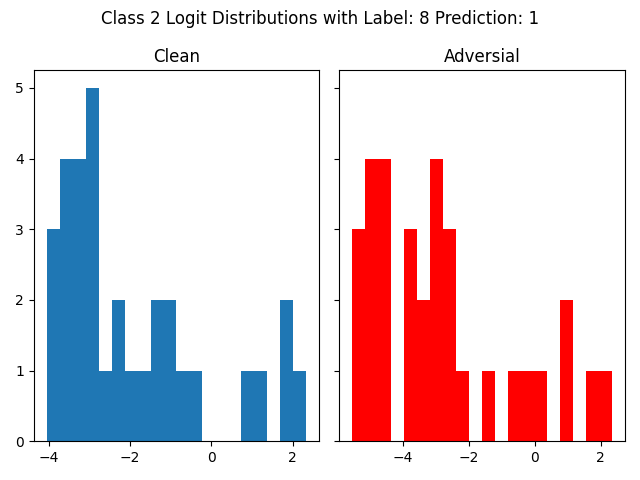 Class 2 Logit Distributions with Label: 8 Prediction: 1
Clean
Adversial
5
4
3
2
1
0
−4 −2 0 2
−4 −2 0 2